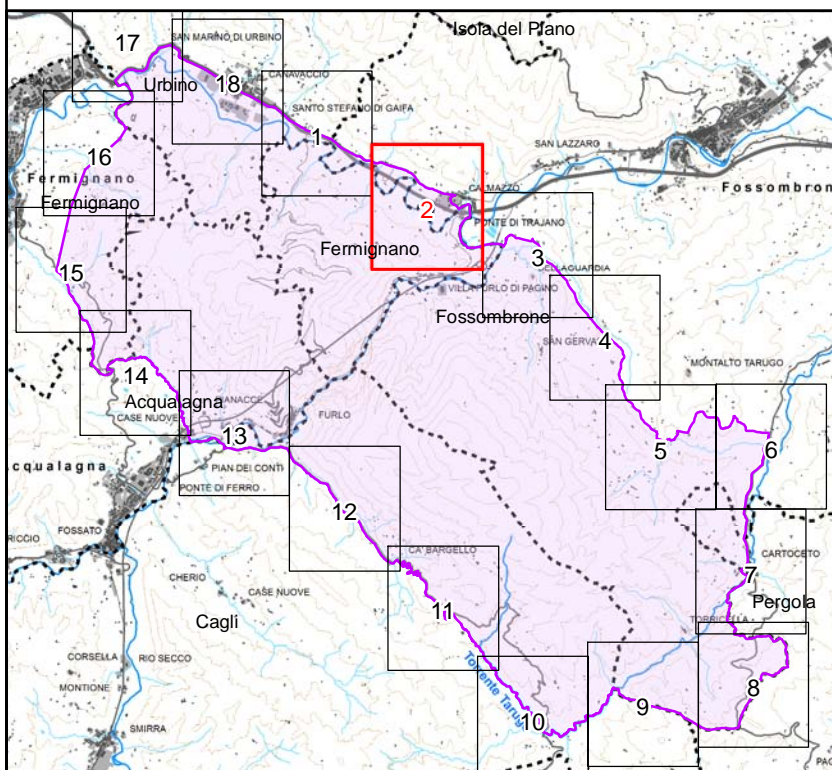 Isola del Piano
17
SAN MARINO DI URBINO
Urbino
18
CANAVACCIO
SANTO STEFANO DI GAIFA
1
SAN LAZZARO
16
Fermignano
CALMAZZO
Fossombron
Fermignano
2
PONTE DI TRAJANO
Fermignano
3
BELLAGUARDIA
15
VILLA FURLO DI PAGINO
Fossombrone
4
SAN GERVA
MONTALTO TARUGO
14
Acqualagna
CASE NUOVE
ANACCE
FURLO
13
5
6
cqualagna
PIAN DEI CONTI
PONTE DI FERRO
12
FOSSATO
RICCIO
CA' BARGELLO
CARTOCETO
7
CHERIO
CASE NUOVE
11
Pergola
Cagli
TORRICELLA
CORSELLA
RIO SECCO
Torrente Tarugo
8
MONTIONE
9
10
SMIRRA
PAG